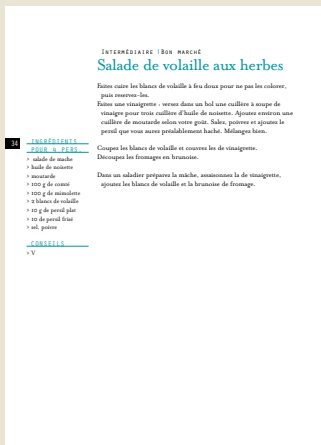 Intermédiaire | Bon marché
Salade de volaille aux herbes
Faites cuire les blancs de volaille à feu doux pour ne pas les colorer,
puis reservez-les.
Faites une vinaigrette - versez dans un bol une cuillère à soupe de
vinaigre pour trois cuillère d'huile de noisette. Ajoutez environ une
cuillère de moutarde selon votre goût. Salez, poivrez et ajoutez le
persil que vous aurez préalablement haché. Mélangez bien.
Coupez les blancs de volaille et couvrez les de vinaigrette.
Découpez les fromages en brunoise.
Dans un saladier préparez la mâche, assaisonnez la de vinaigrette,
ajoutez les blancs de volaille et la brunoise de fromage.
34
INGRÉDIENTS
POUR 4 PERS.
> salade de mache
> huile de noisette
> moutarde
> 100 g de comté
> 100 g de mimolette
> 2 blancs de volaille
> 10 g de persil plat
> 10 de persil frisé
> sel, poivre
CONSEILS
> V